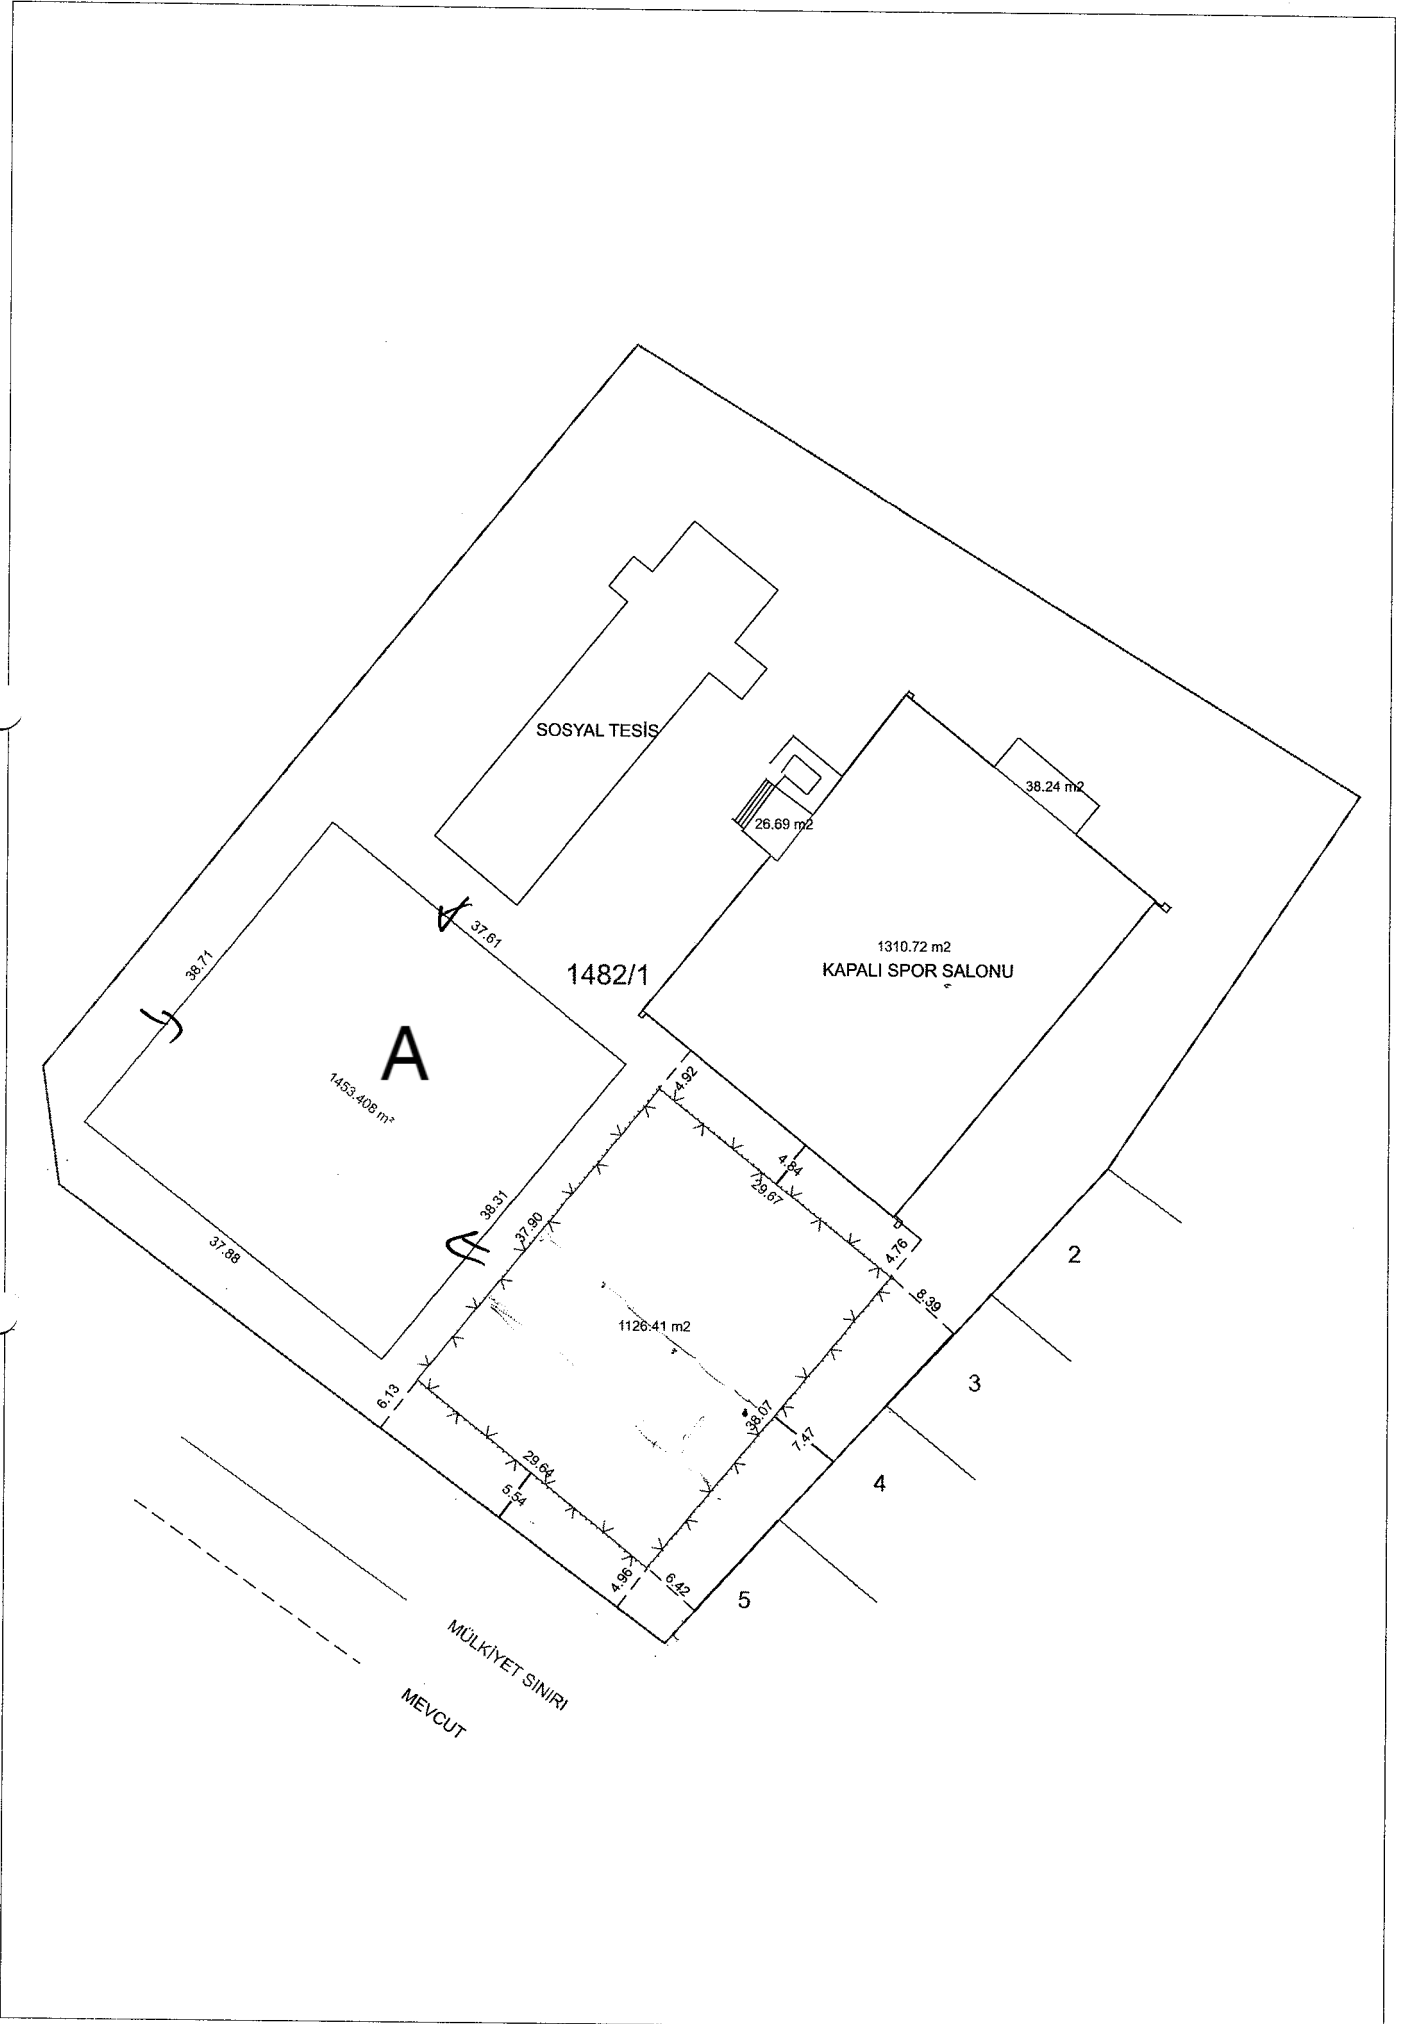 SOSYAL TESİS
38.24 m2
26.69 m2
37.61
38.71
1310.72 m2
KAPALI SPOR SALONU
1482/1
A
1453.408 m²
4.92
4.84
29.67
38.31
37.90
37.88
4.76
8.39
2
1126.41 m2
3
6.13
38.07
7.47
4
29.64
5.54
4.96
6.42
5
MÜLKİYET SINIRI
MEVCUT